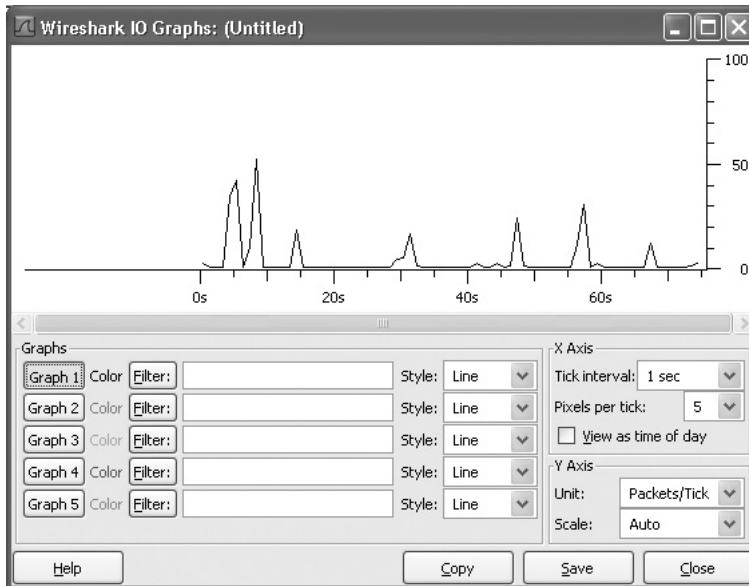 Wireshark IO Graphs: (Untitled)
100
50
0
0s 20s 40s 60s
Graphs
Graph 1 Color Filter: Style: Line
Graph 2 Color Filter: Style: Line
Graph 3 Color Filter: Style: Line
Graph 4 Color Filter: Style: Line
Graph 5 Color Filter: Style: Line
X Axis
Tick interval: 1 sec
Pixels per tick: 5
View as time of day
Y Axis
Unit: Packets/Tick
Scale: Auto
Help Copy Save Close